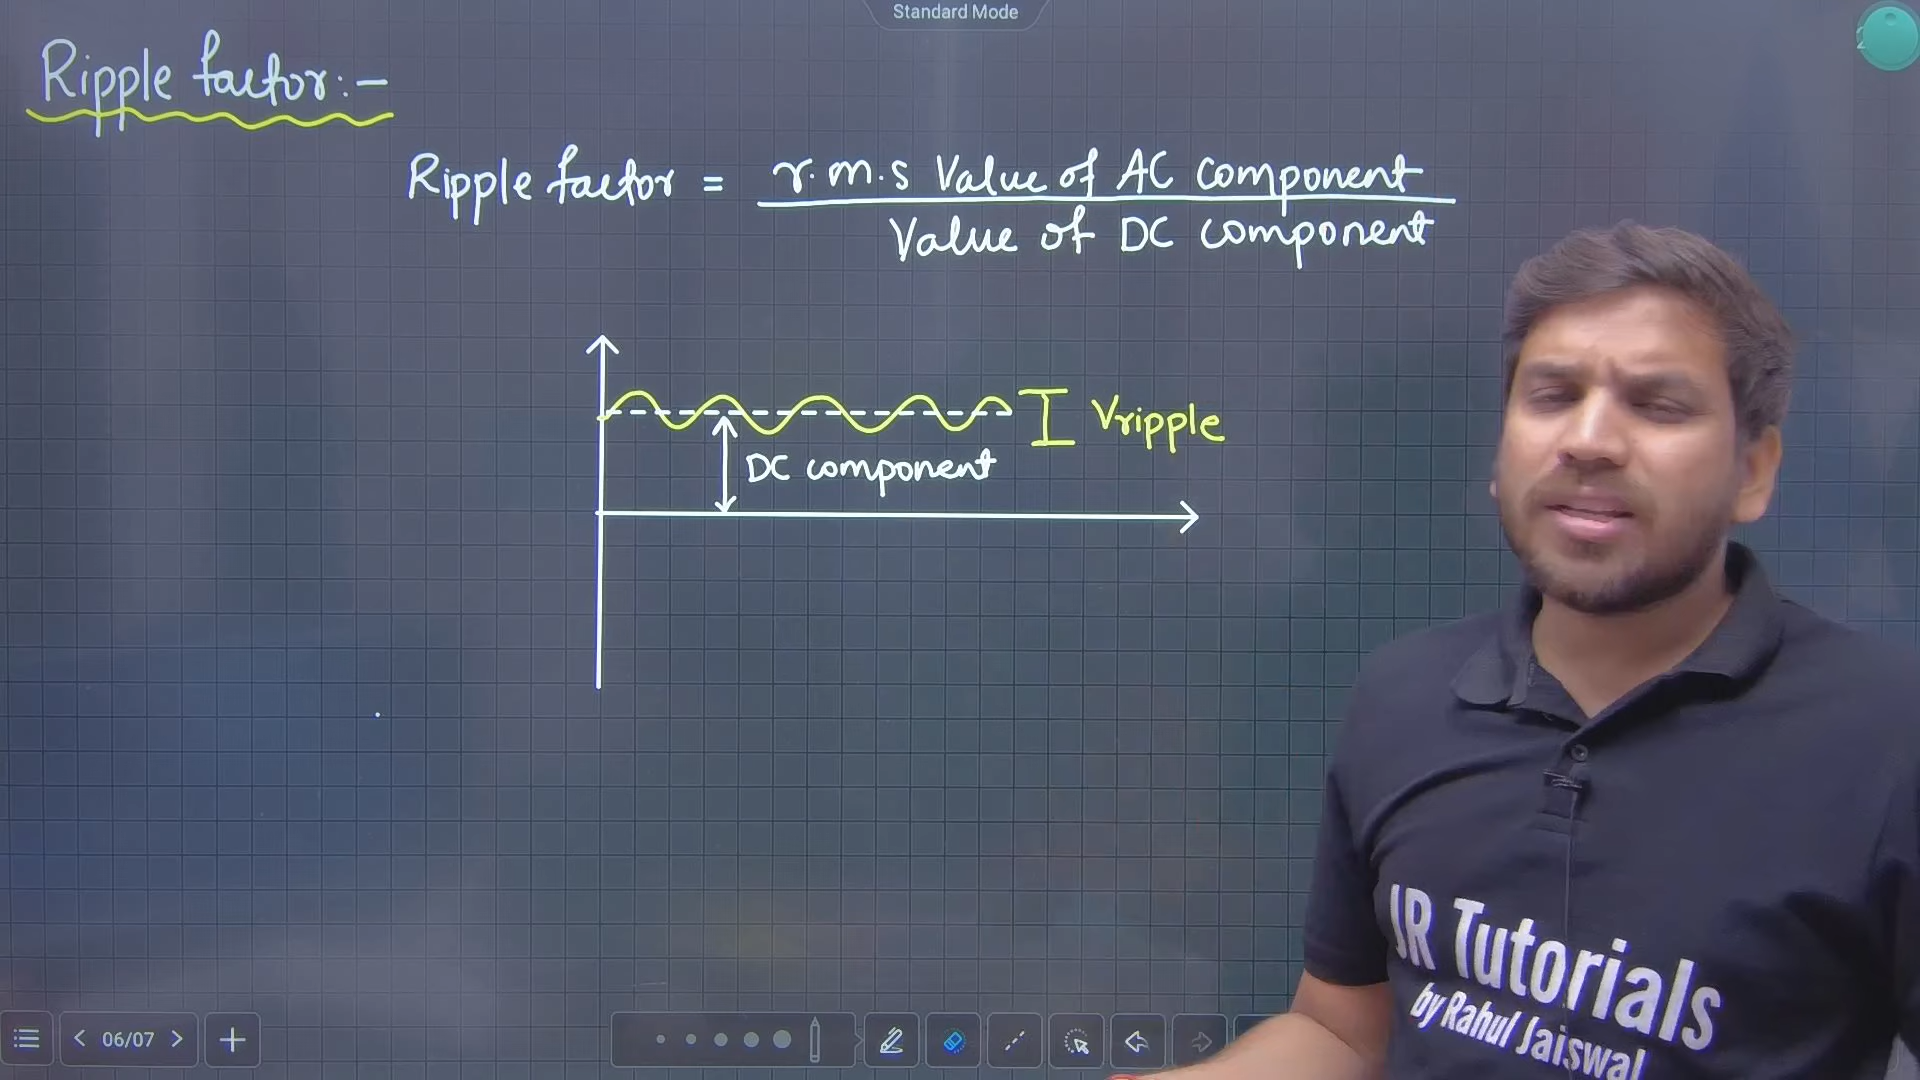 Standard Mode
Ripple factor:-
Ripple factor = r.m.s Value of AC component
Value of DC component
Vripple
DC component
JR Tutorials
by Rahul Jaiswal
06/07